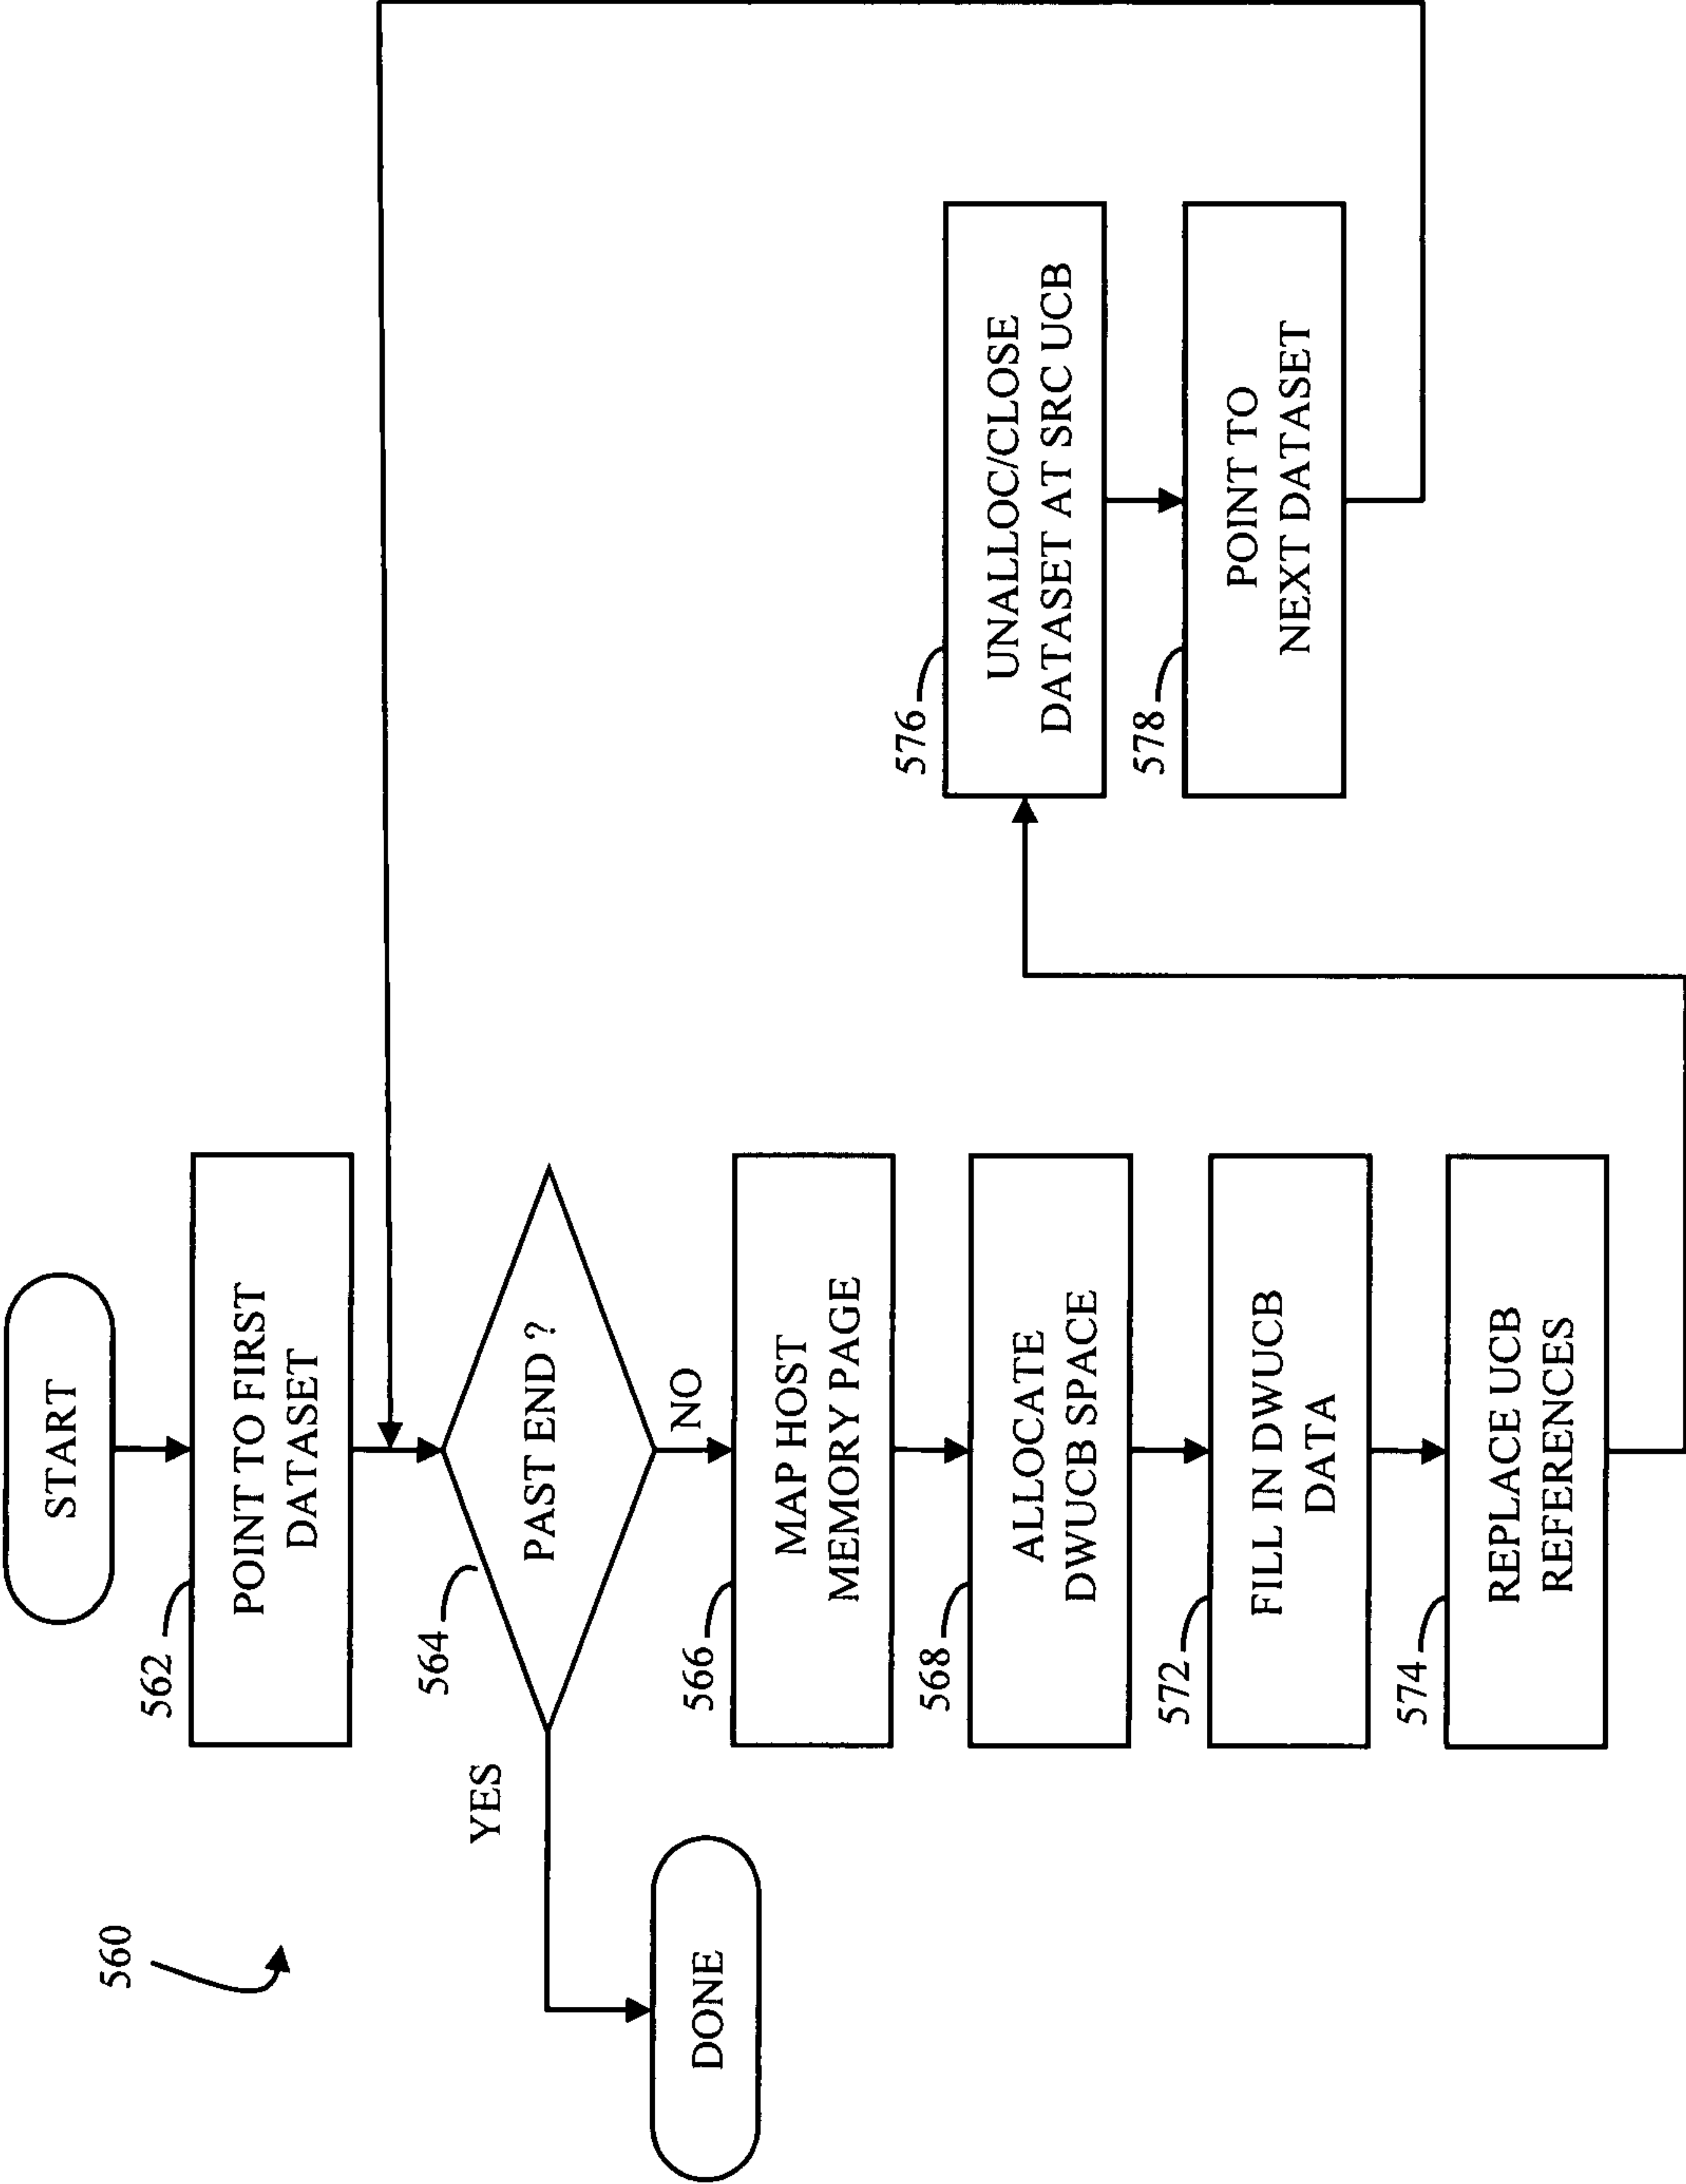 560
START
562
POINT TO FIRST
DATASET
564
PAST END ?
YES
DONE
NO
566
MAP HOST
MEMORY PAGE
568
ALLOCATE
DWUCB SPACE
572
FILL IN DWUCB
DATA
574
REPLACE UCB
REFERENCES
576
UNALLOC/CLOSE
DATASET AT SRC UCB
578
POINT TO
NEXT DATASET